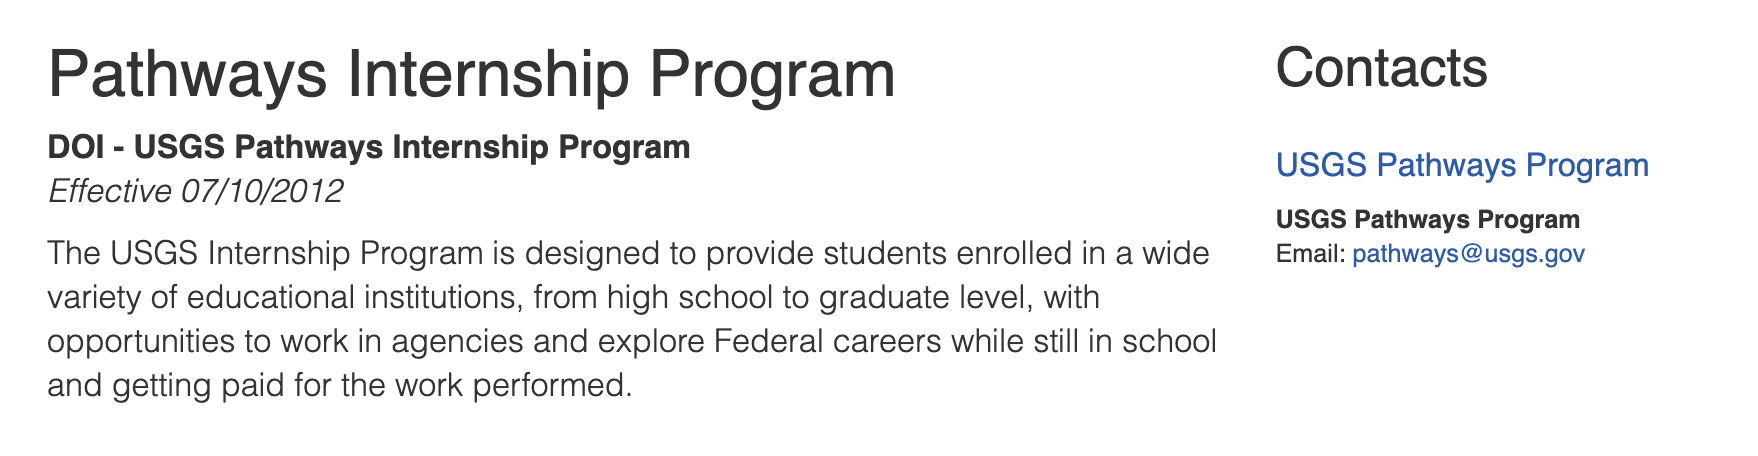 Pathways Internship Program
DOI - USGS Pathways Internship Program
Effective 07/10/2012
The USGS Internship Program is designed to provide students enrolled in a wide
variety of educational institutions, from high school to graduate level, with
opportunities to work in agencies and explore Federal careers while still in school
and getting paid for the work performed.
Contacts
USGS Pathways Program
USGS Pathways Program
Email: pathways@usgs.gov